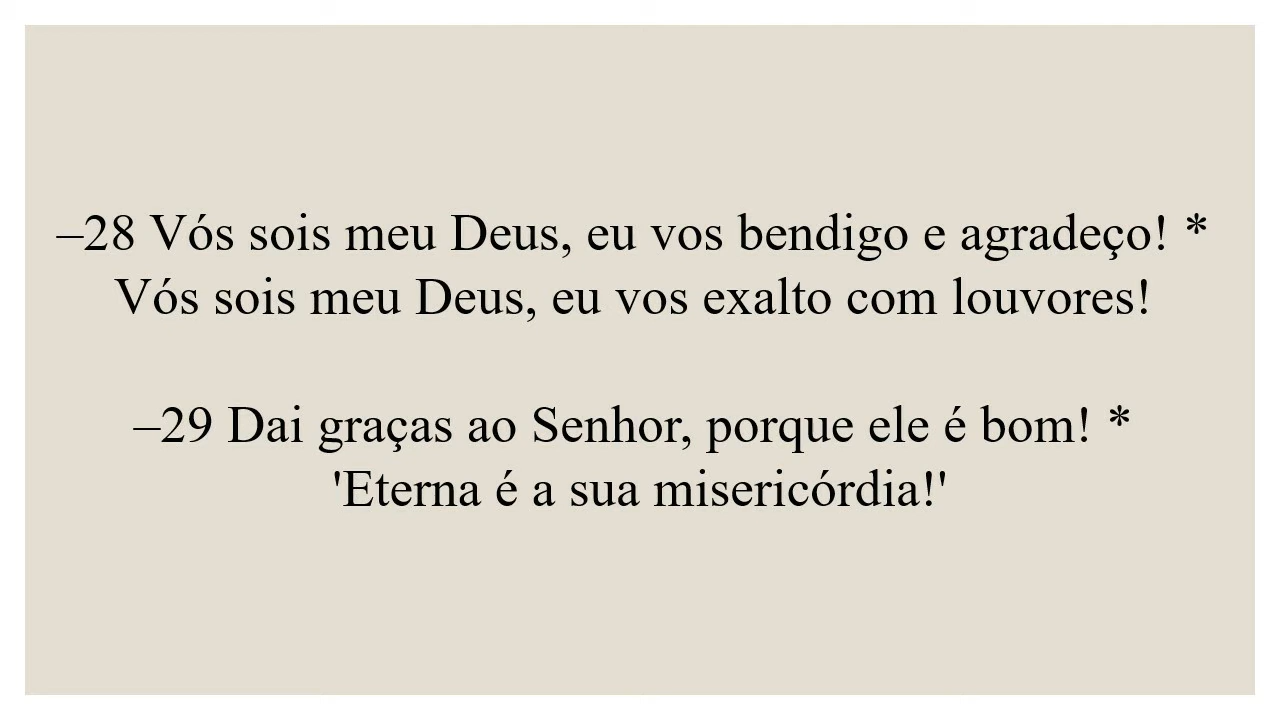 –28 Vós sois meu Deus, eu vos bendigo e agradeço! *
Vós sois meu Deus, eu vos exalto com louvores!
–29 Dai graças ao Senhor, porque ele é bom! *
'Eterna é a sua misericórdia!'